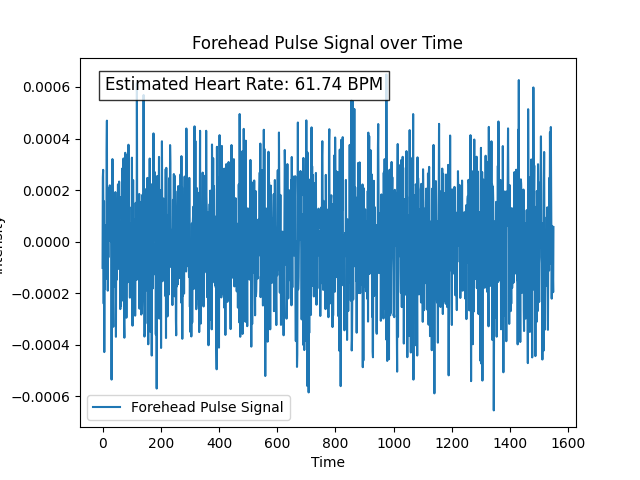 Forehead Pulse Signal over Time
Estimated Heart Rate: 61.74 BPM
0.0006
0.0004
0.0002
0.0000
−0.0002
−0.0004
−0.0006
Forehead Pulse Signal
0 200 400 600 800 1000 1200 1400 1600
Time